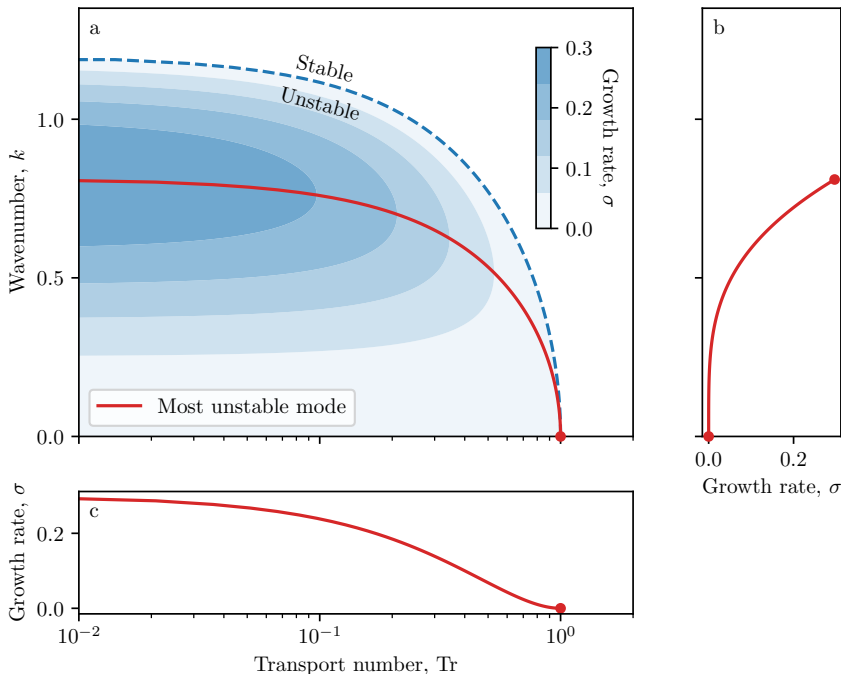 a
b
Stable
Unstable
0.3
0.2
0.1
0.0
Growth rate, σ
1.0
0.5
0.0
Wavenumber, k
Most unstable mode
0.0
0.2
Growth rate, σ
c
0.2
0.0
Growth rate, σ
10⁻²
10⁻¹
10⁰
Transport number, Tr